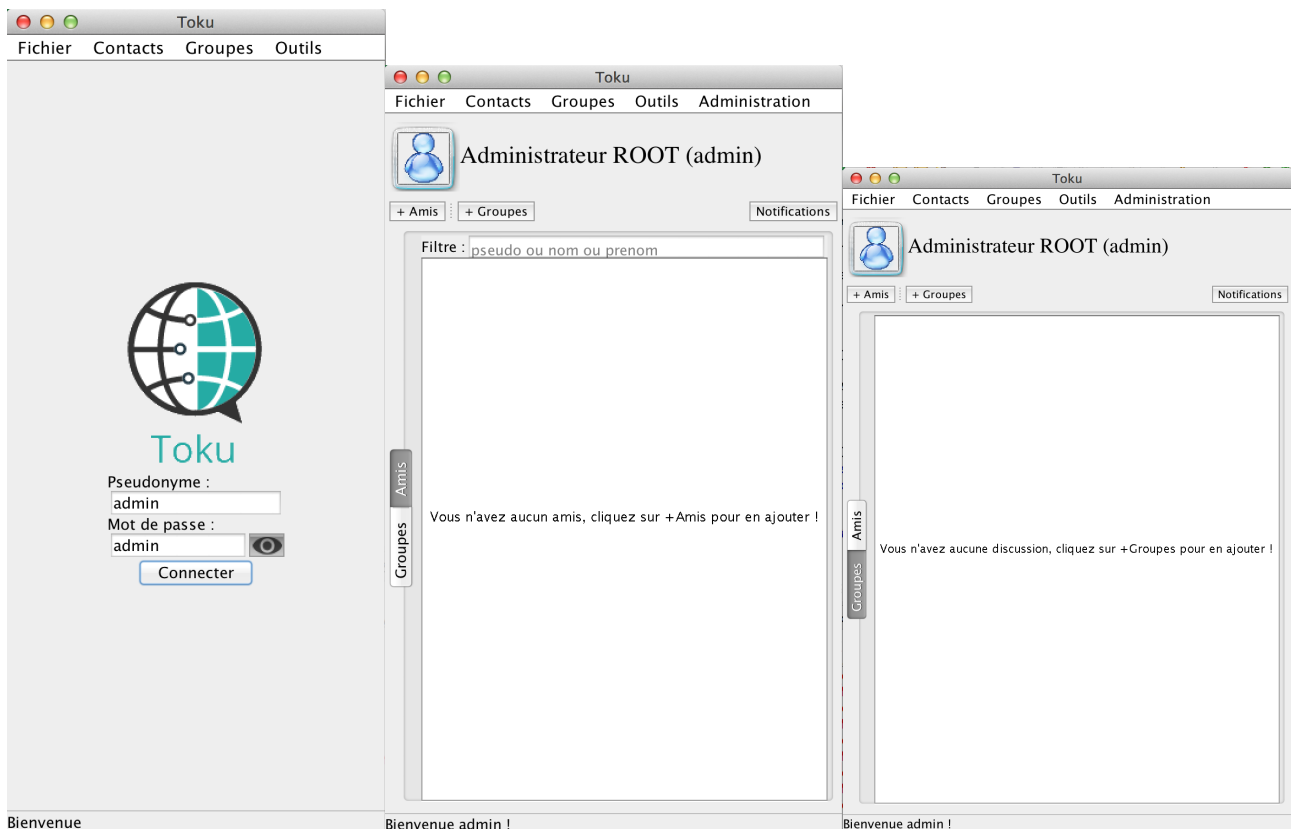 Toku
Fichier Contacts Groupes Outils
Toku
Pseudonyme :
admin
Mot de passe :
admin
Connecter
Bienvenue
Toku
Fichier Contacts Groupes Outils Administration
Administrateur ROOT (admin)
+ Amis + Groupes Notifications
Filtre : pseudo ou nom ou prenom
Amis
Groupes
Vous n'avez aucun amis, cliquez sur +Amis pour en ajouter !
Bienvenue admin !
Toku
Fichier Contacts Groupes Outils Administration
Administrateur ROOT (admin)
+ Amis + Groupes Notifications
Amis
Groupes
Vous n'avez aucune discussion, cliquez sur +Groupes pour en ajouter !
Bienvenue admin !